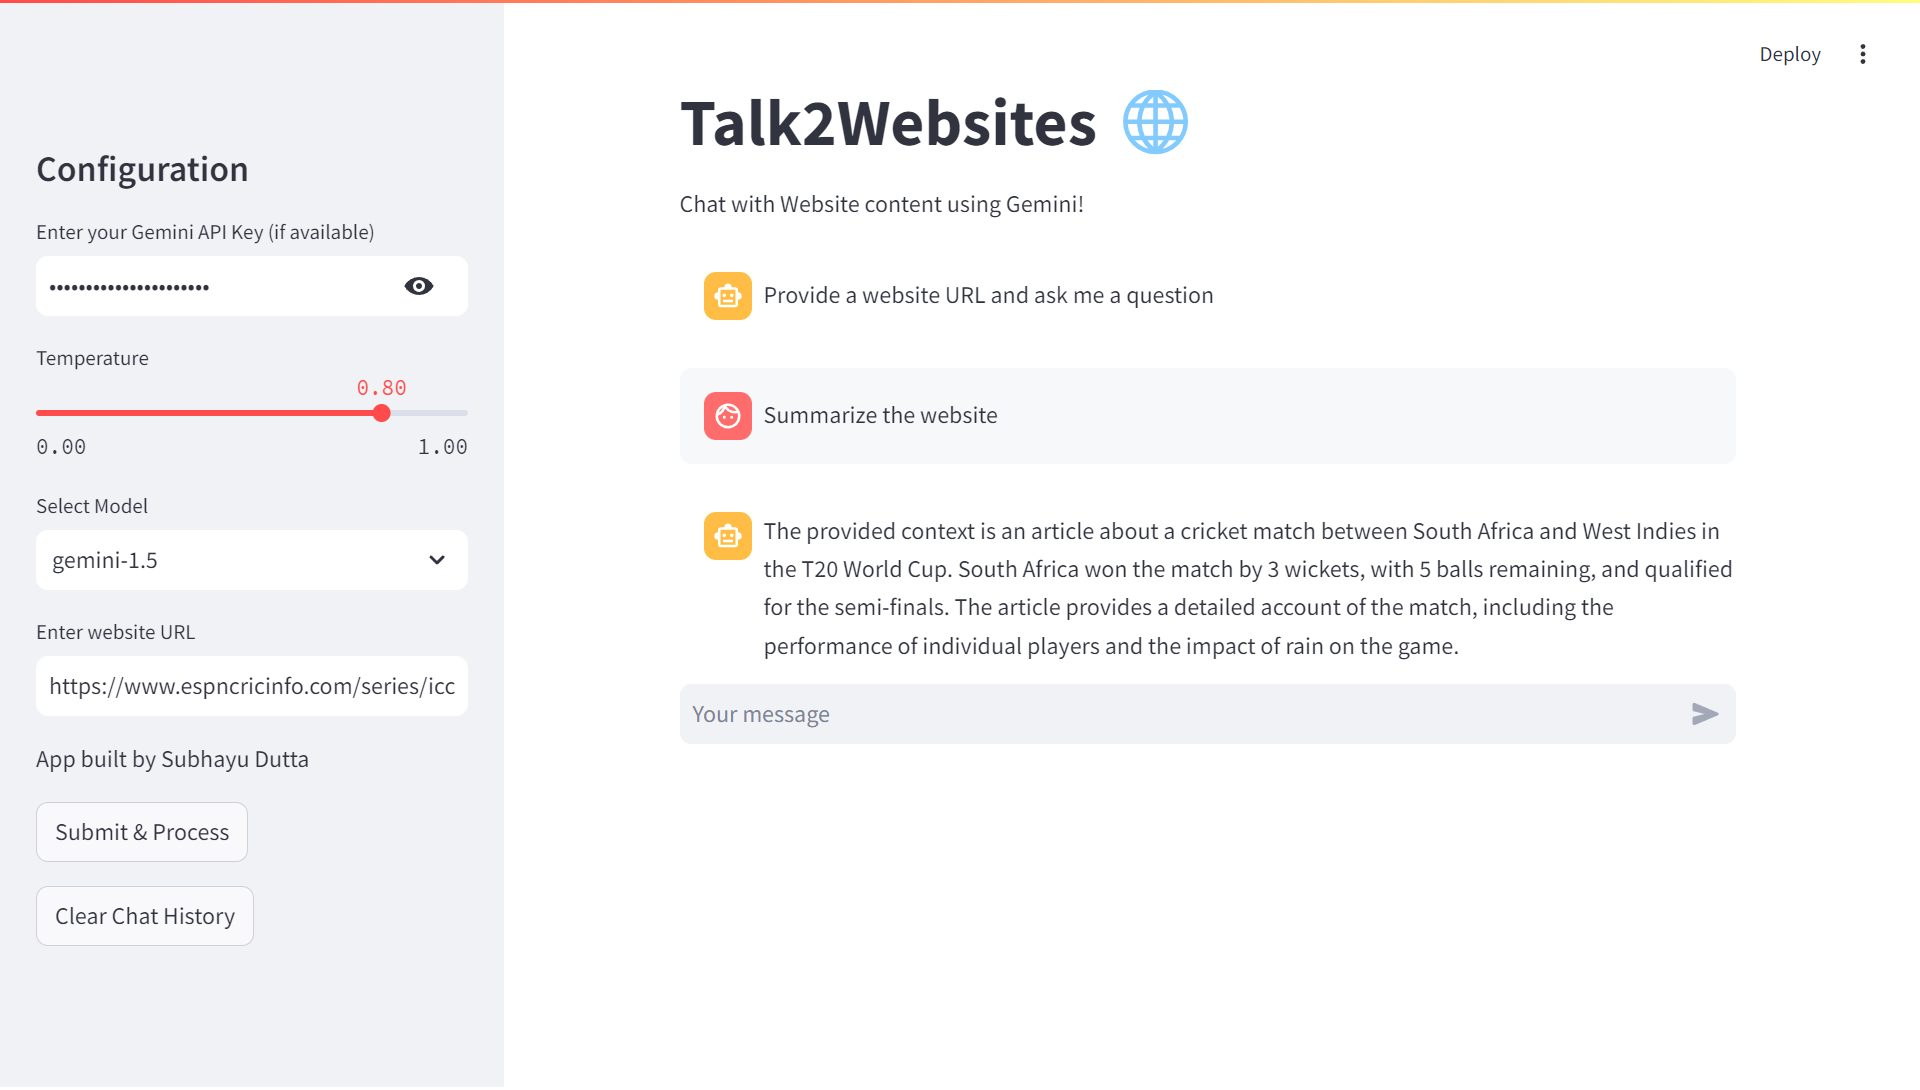 Deploy
Configuration
Enter your Gemini API Key (if available)
••••••••••••••••••••••
Temperature
0.80
0.00 1.00
Select Model
gemini-1.5
Enter website URL
https://www.espncricinfo.com/series/icc
App built by Subhayu Dutta
Submit & Process
Clear Chat History
Talk2Websites
Chat with Website content using Gemini!
Provide a website URL and ask me a question
Summarize the website
The provided context is an article about a cricket match between South Africa and West Indies in
the T20 World Cup. South Africa won the match by 3 wickets, with 5 balls remaining, and qualified
for the semi-finals. The article provides a detailed account of the match, including the
performance of individual players and the impact of rain on the game.
Your message